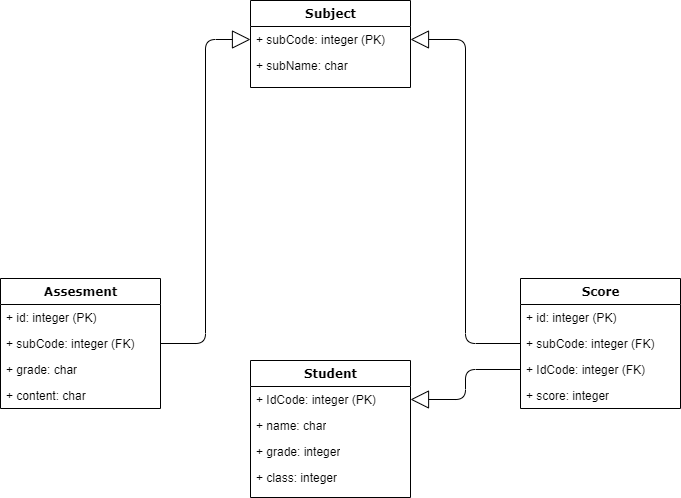 Subject
+ subCode: integer (PK)
+ subName: char
Assesment
+ id: integer (PK)
+ subCode: integer (FK)
+ grade: char
+ content: char
Student
+ IdCode: integer (PK)
+ name: char
+ grade: integer
+ class: integer
Score
+ id: integer (PK)
+ subCode: integer (FK)
+ IdCode: integer (FK)
+ score: integer